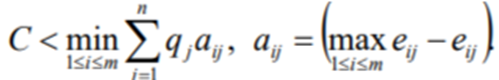 C < min_{1≤i≤m} ∑_{j=1}^{n} q_j a_{ij}, a_{ij} = (max_{1≤i≤m} e_{ij} − e_{ij})